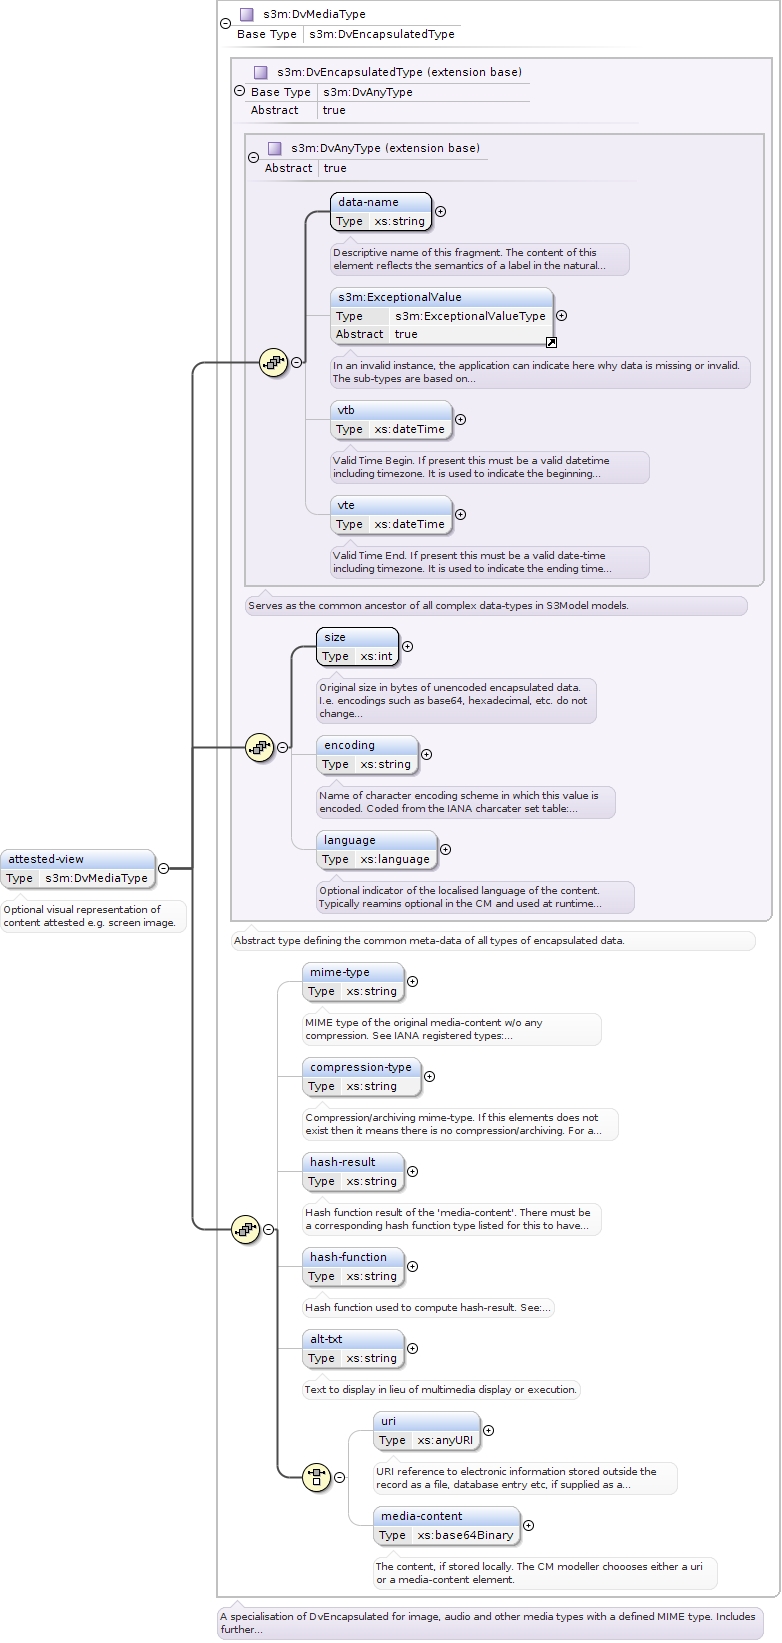 s3m:DvMediaType
Base Type s3m:DvEncapsulatedType
s3m:DvEncapsulatedType (extension base)
Base Type s3m:DvAnyType
Abstract true
s3m:DvAnyType (extension base)
Abstract true
data-name
Type xs:string
Descriptive name of this fragment. The content of this
element reflects the semantics of a label in the natural...
s3m:ExceptionalValue
Type s3m:ExceptionalValueType
Abstract true
In an invalid instance, the application can indicate here why data is missing or invalid.
The sub-types are based on...
vtb
Type xs:dateTime
Valid Time Begin. If present this must be a valid datetime
including timezone. It is used to indicate the beginning...
vte
Type xs:dateTime
Valid Time End. If present this must be a valid date-time
including timezone. It is used to indicate the ending time...
Serves as the common ancestor of all complex data-types in S3Model models.
size
Type xs:int
Original size in bytes of unencoded encapsulated data.
I.e. encodings such as base64, hexadecimal, etc. do not
change...
encoding
Type xs:string
Name of character encoding scheme in which this value is
encoded. Coded from the IANA charcater set table:...
language
Type xs:language
Optional indicator of the localised language of the content.
Typically reamins optional in the CM and used at runtime...
attested-view
Type s3m:DvMediaType
Optional visual representation of
content attested e.g. screen image.
Abstract type defining the common meta-data of all types of encapsulated data.
mime-type
Type xs:string
MIME type of the original media-content w/o any
compression. See IANA registered types:...
compression-type
Type xs:string
Compression/archiving mime-type. If this elements does not
exist then it means there is no compression/archiving. For a...
hash-result
Type xs:string
Hash function result of the 'media-content'. There must be
a corresponding hash function type listed for this to have...
hash-function
Type xs:string
Hash function used to compute hash-result. See:...
alt-txt
Type xs:string
Text to display in lieu of multimedia display or execution.
uri
Type xs:anyURI
URI reference to electronic information stored outside the
record as a file, database entry etc, if supplied as a...
media-content
Type xs:base64Binary
The content, if stored locally. The CM modeller choooses either a uri
or a media-content element.
A specialisation of DvEncapsulated for image, audio and other media types with a defined MIME type. Includes
further...